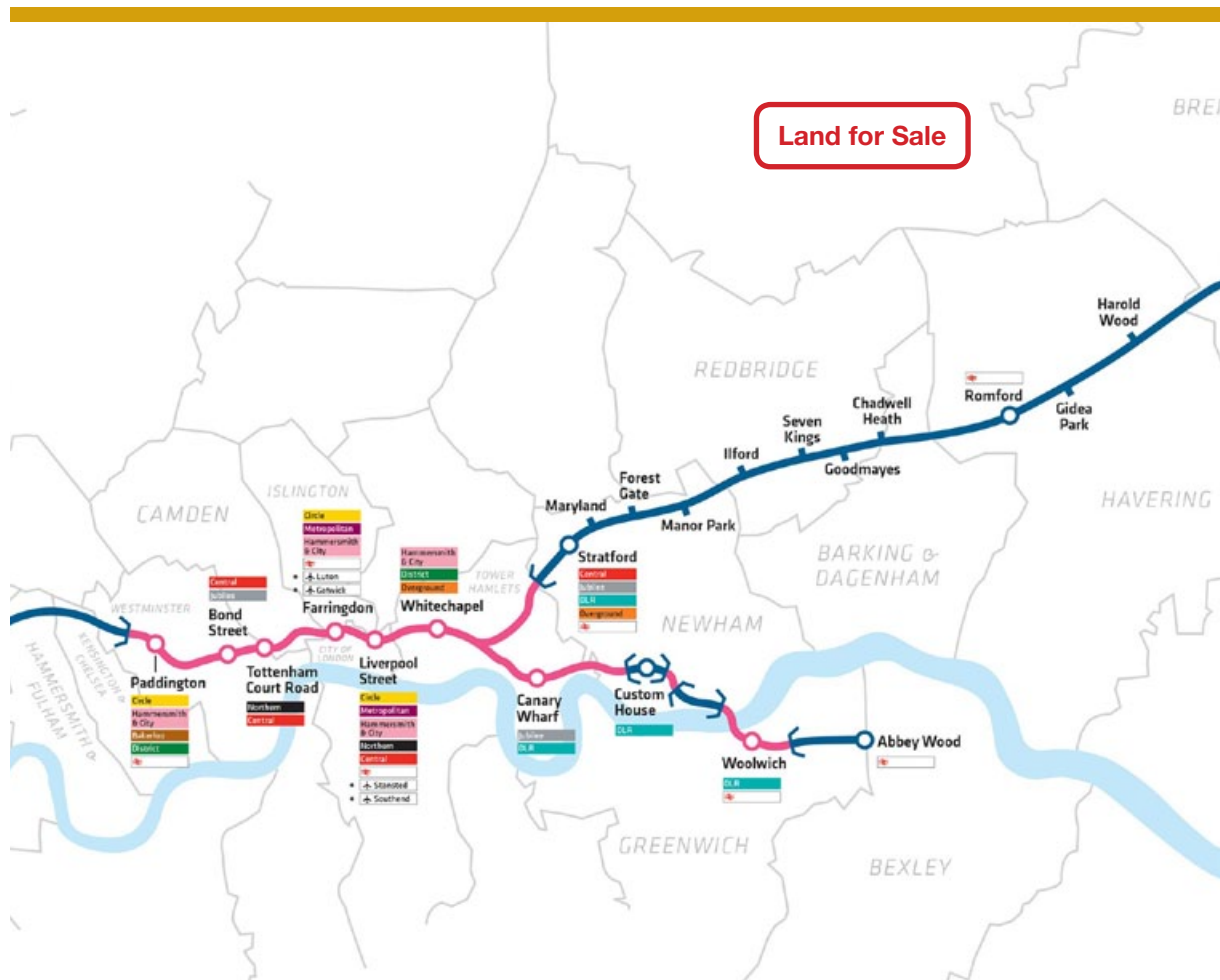 Land for Sale
BREN
Harold
Wood
REDBRIDGE
Romford
Gidea
Park
Chadwell
Heath
Seven
Kings
Goodmayes
Ilford
Forest
Gate
Manor Park
Maryland
HAVERING
ISLINGTON
CAMDEN
Circle
Metropolitan
Hammersmith
& City
Luton
Gatwick
Farringdon
Hammersmith
& City
District
Overground
Whitechapel
TOWER
HAMLETS
Stratford
Central
Jubilee
DLR
Overground
BARKING &
DAGENHAM
NEWHAM
Central
Jubilee
Bond
Street
WESTMINSTER
KENSINGTON &
CHELSEA
HAMMERSMITH &
FULHAM
Paddington
Circle
Hammersmith
& City
Bakerloo
District
Tottenham
Court Road
Northern
Central
CITY OF
LONDON
Liverpool
Street
Circle
Metropolitan
Hammersmith
& City
Northern
Central
Stansted
Southend
Canary
Wharf
Jubilee
DLR
Custom
House
DLR
Woolwich
DLR
Abbey Wood
GREENWICH
BEXLEY